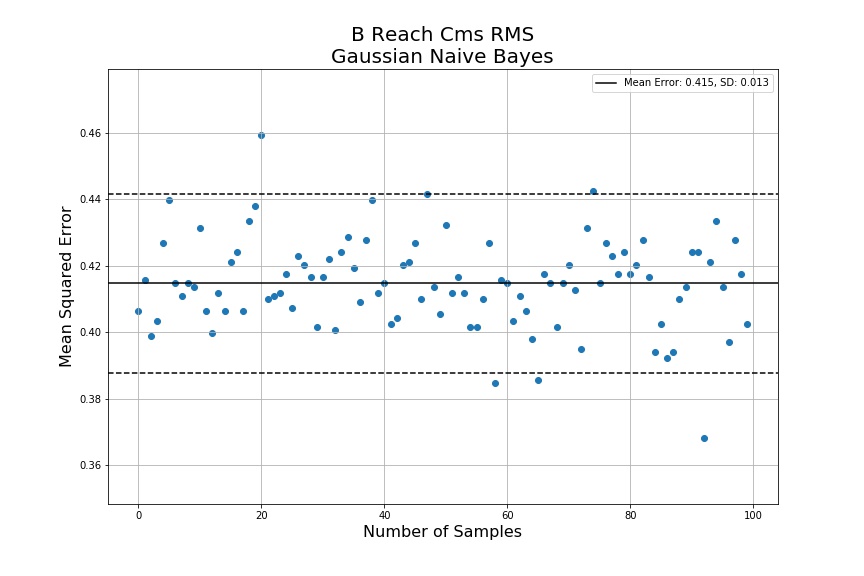 B Reach Cms RMS
Gaussian Naive Bayes
Mean Error: 0.415, SD: 0.013
0.46
0.44
0.42
0.40
0.38
0.36
Mean Squared Error
0 20 40 60 80 100
Number of Samples